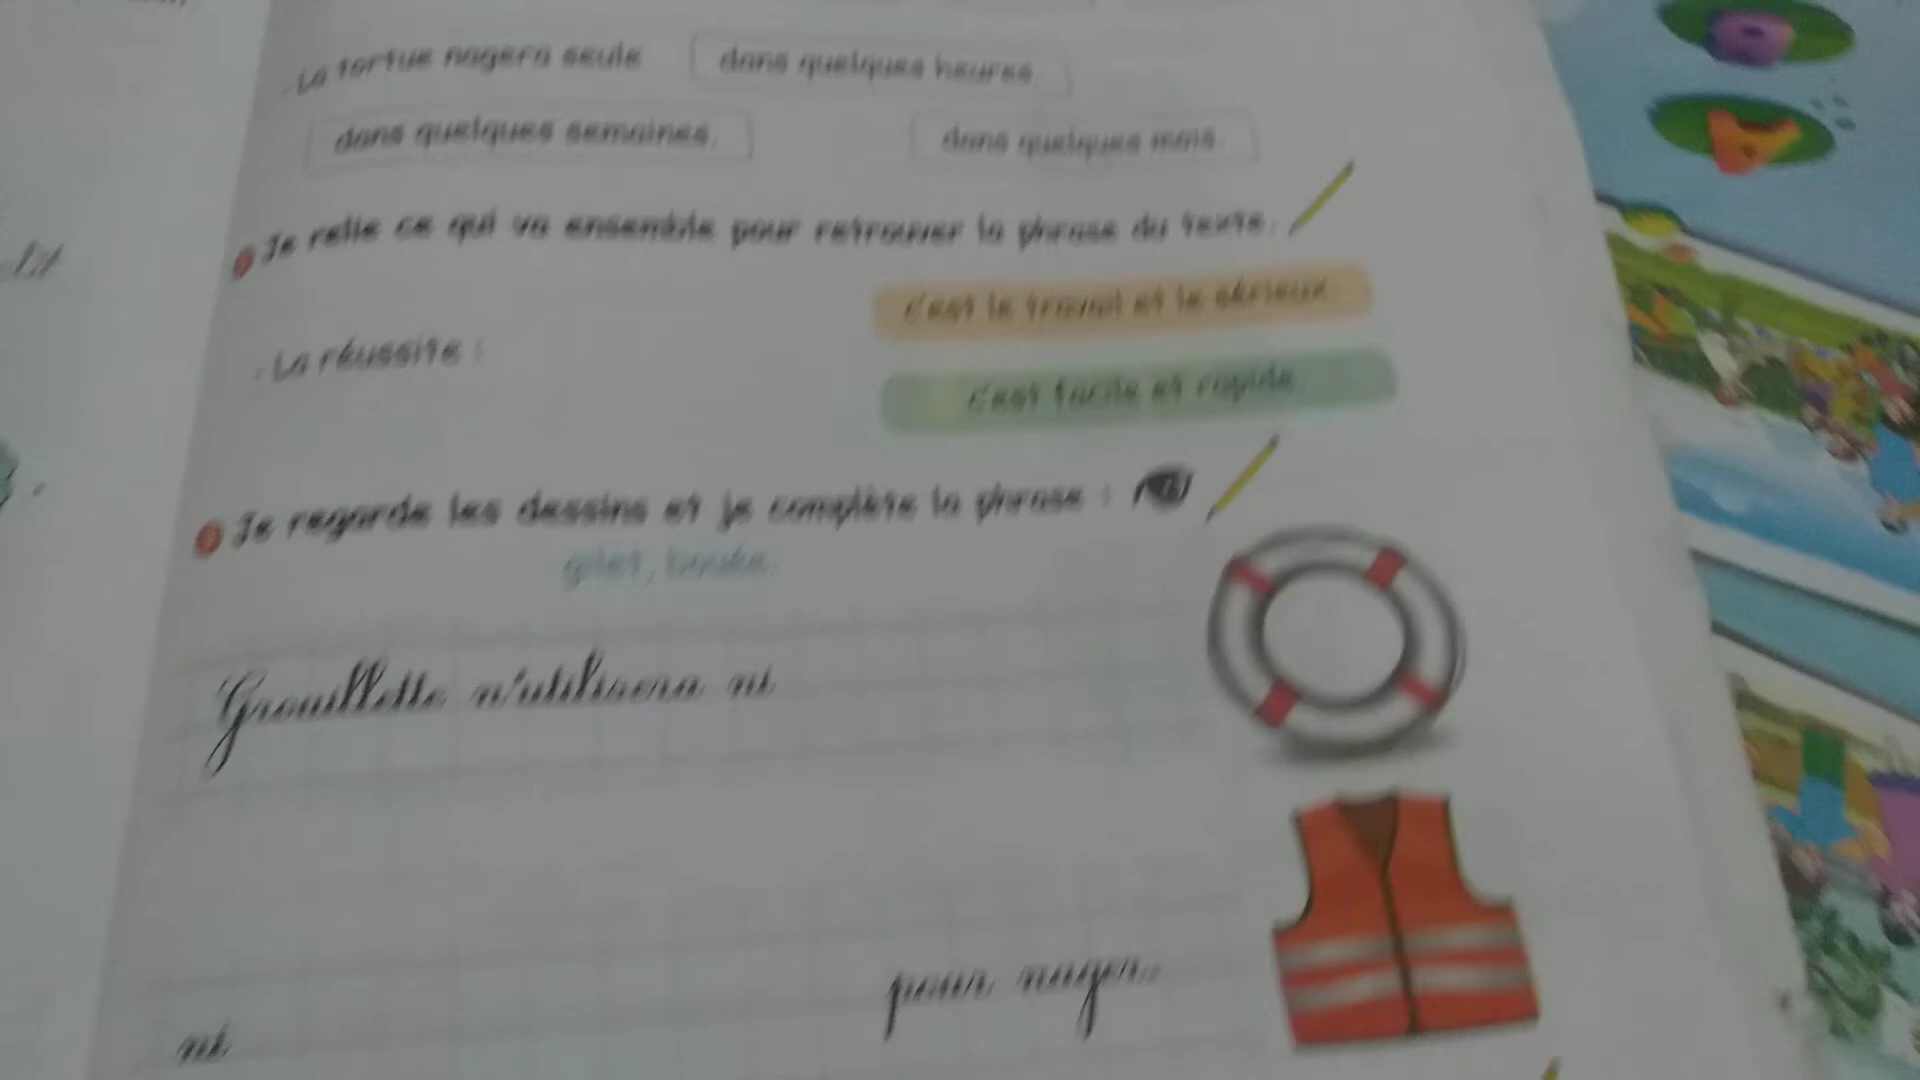 . La tortue nagera seule dans quelques heures
dans quelques semaines. dans quelques mois.
Je relie ce qui va ensemble pour retrouver la phrase du texte.
c'est le travail et le sérieux.
. La réussite :
c'est facile et rapide.
Je regarde les dessins et je complète la phrase :
gilet, bouée.
Grouillette n'utilisera ni
ni pour nager.